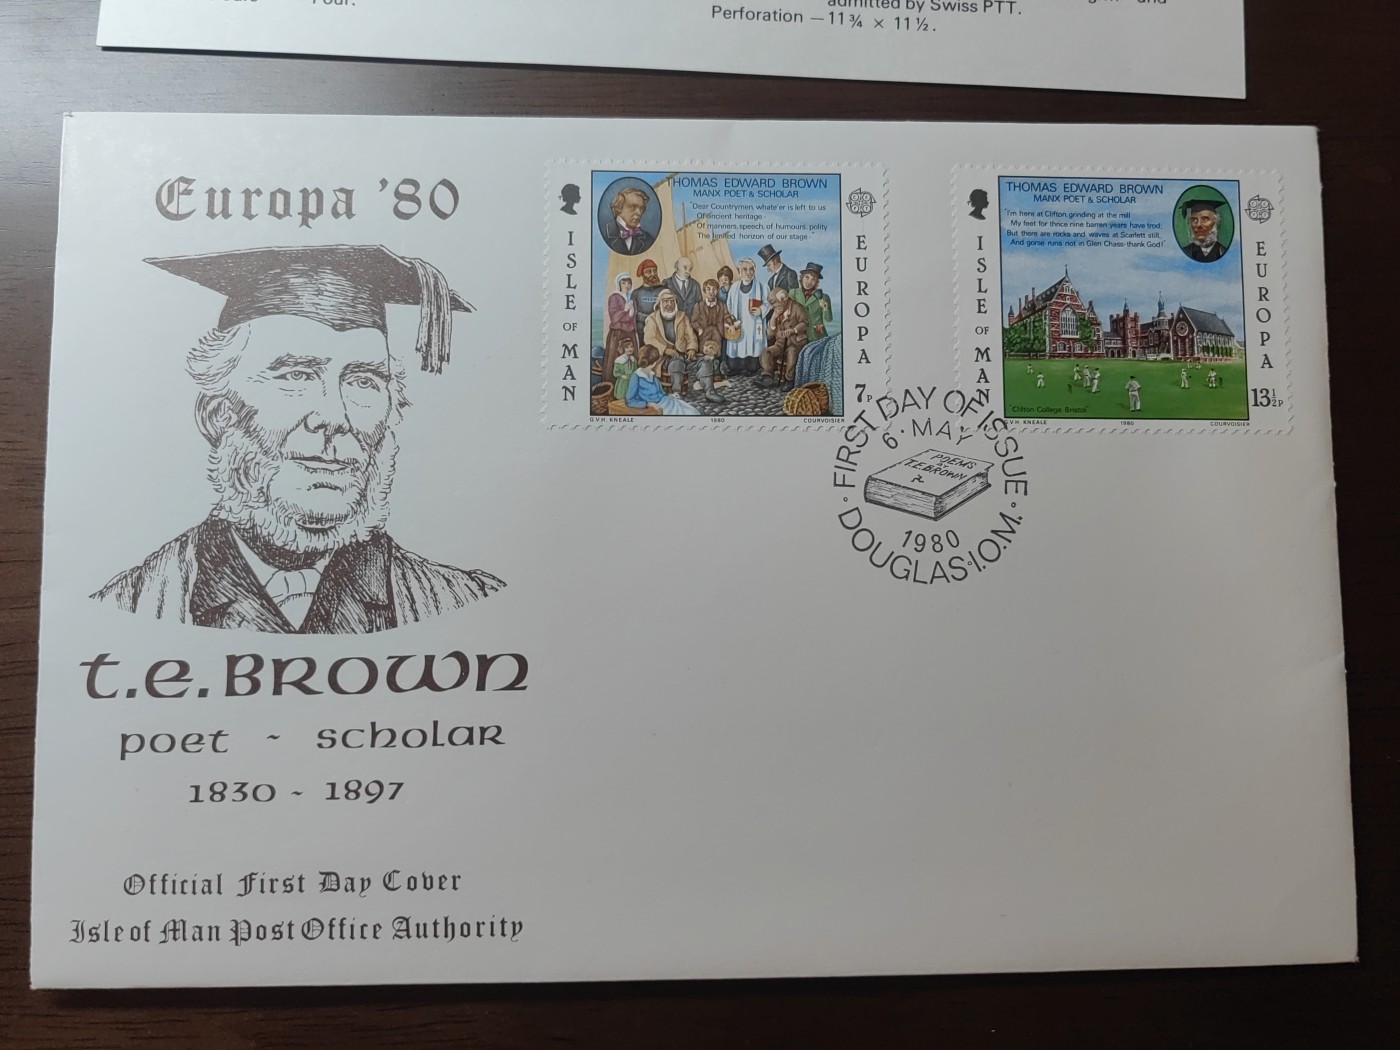 Four.
admitted by Swiss PTT.
and
Perforation — 11¾ × 11½.
Europa '80
t.e. BROWN
poet ~ scholar
1830 ~ 1897
Official First Day Cover
Isle of Man Post Office Authority
ISLE OF MAN
THOMAS EDWARD BROWN
MANX POET & SCHOLAR
"Dear Countrymen, whate'er is left to us
Of ancient heritage
Of manners, speech, of humours, polity
The limited horizon of our stage"
EUROPA
7P
G.V.H. KNEALE 1980 COURVOISIER
ISLE OF MAN
THOMAS EDWARD BROWN
MANX POET & SCHOLAR
"I'm here at Clifton, grinding at the mill
My feet for thrice nine barren years have trod,
But there are rocks and waves at Scarlett still,
And gorse runs riot in Glen Chass-thank God!"
EUROPA
13½P
"Clifton College Bristol"
G.V.H. KNEALE 1980 COURVOISIER
FIRST DAY OF ISSUE
6·MAY
POEMS
BY
T.E.BROWN
1980
DOUGLAS·I.O.M.